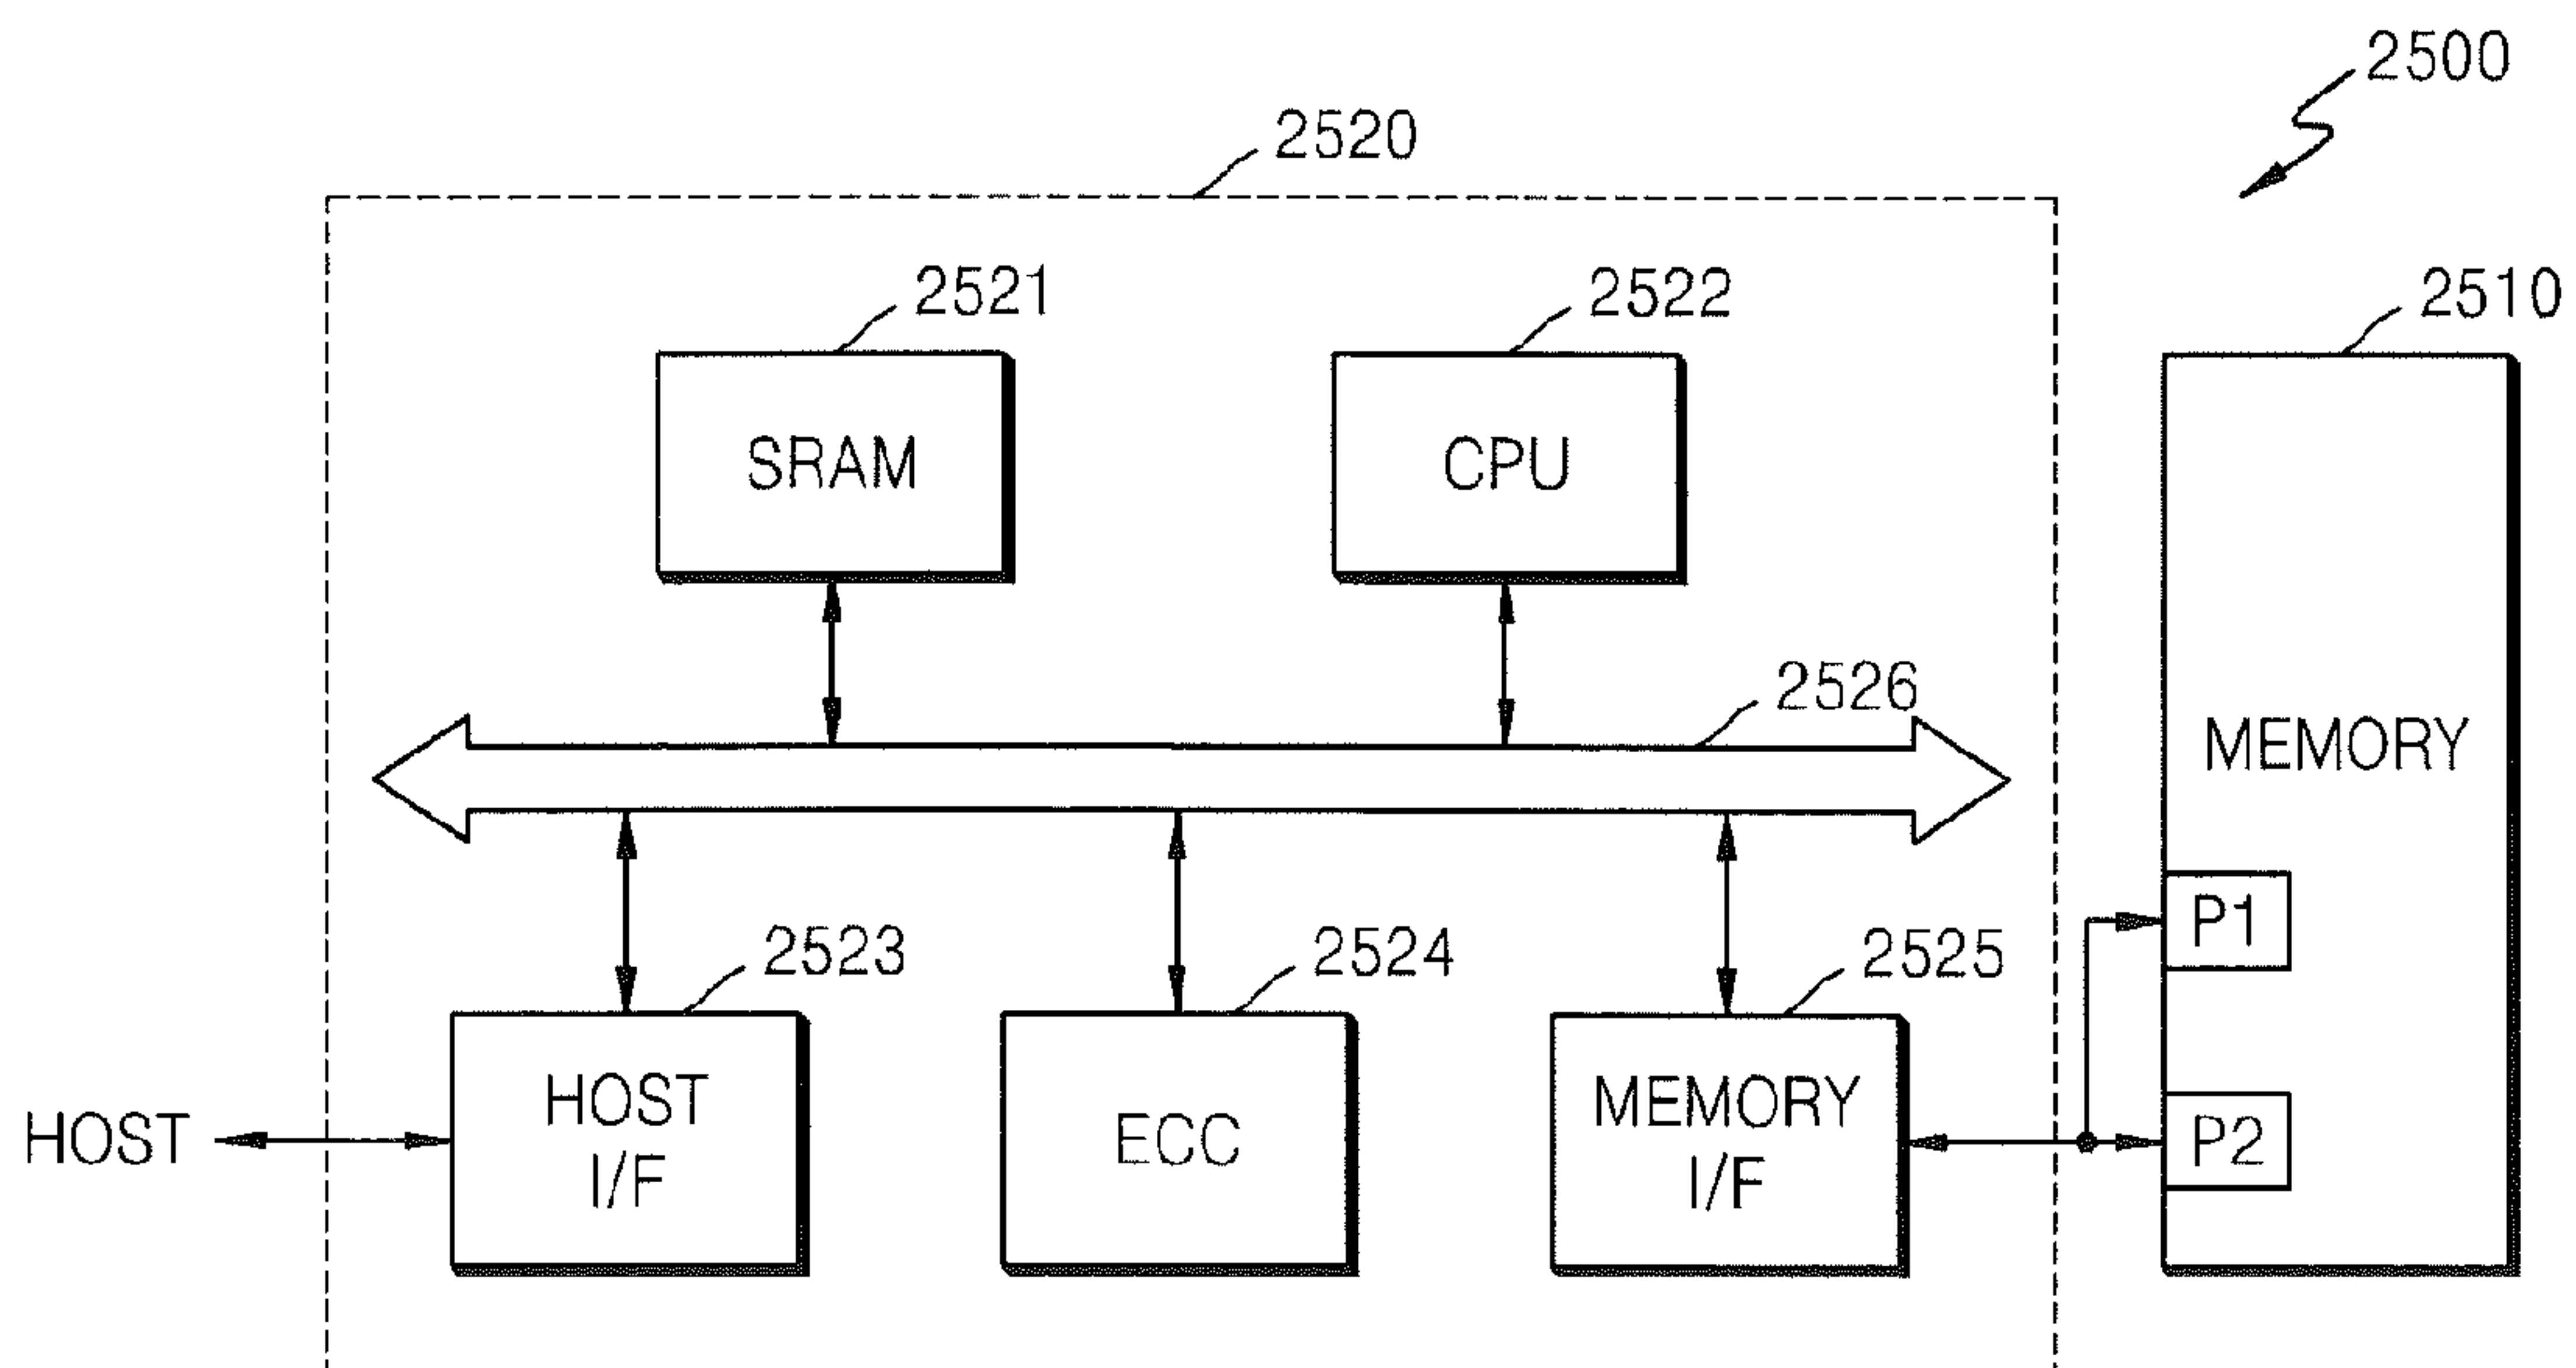 2500
2520
2521
2522
2510
SRAM
CPU
2526
MEMORY
P1
2523
2524
2525
HOST
I/F
ECC
MEMORY
I/F
HOST
P2